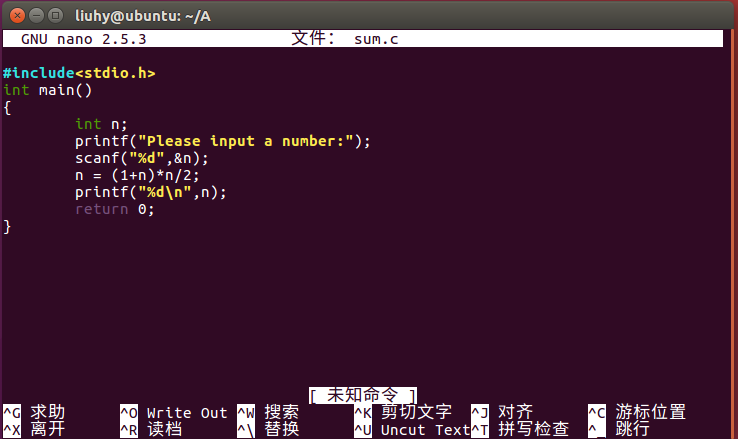 liuhy@ubuntu: ~/A
GNU nano 2.5.3 文件： sum.c
#include<stdio.h>
int main()
{
int n;
printf("Please input a number:");
scanf("%d",&n);
n = (1+n)*n/2;
printf("%d\n",n);
return 0;
}
[ 未知命令 ]
^G 求助 ^O Write Out ^W 搜索 ^K 剪切文字 ^J 对齐 ^C 游标位置
^X 离开 ^R 读档 ^\ 替换 ^U Uncut Text ^T 拼写检查 ^_ 跳行